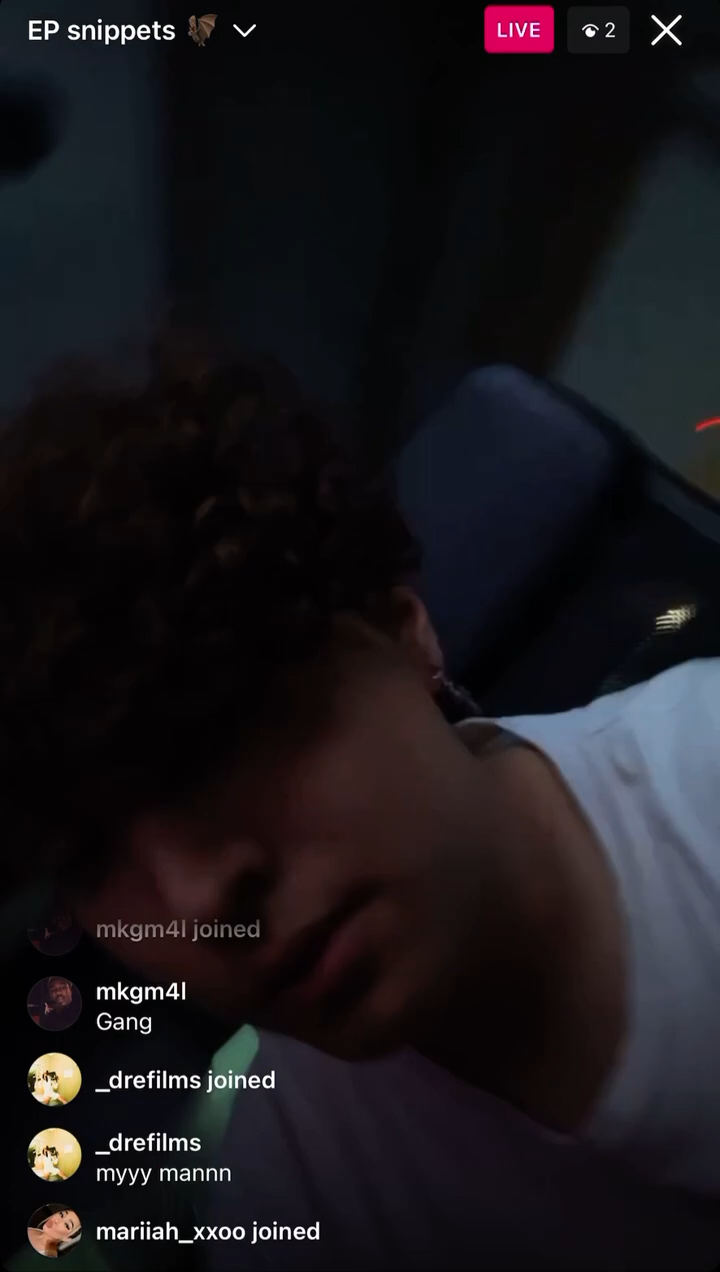 EP snippets 🦇
LIVE
2
mkgm4l joined
mkgm4l
Gang
_drefilms joined
_drefilms
myyy mannn
mariiah_xxoo joined